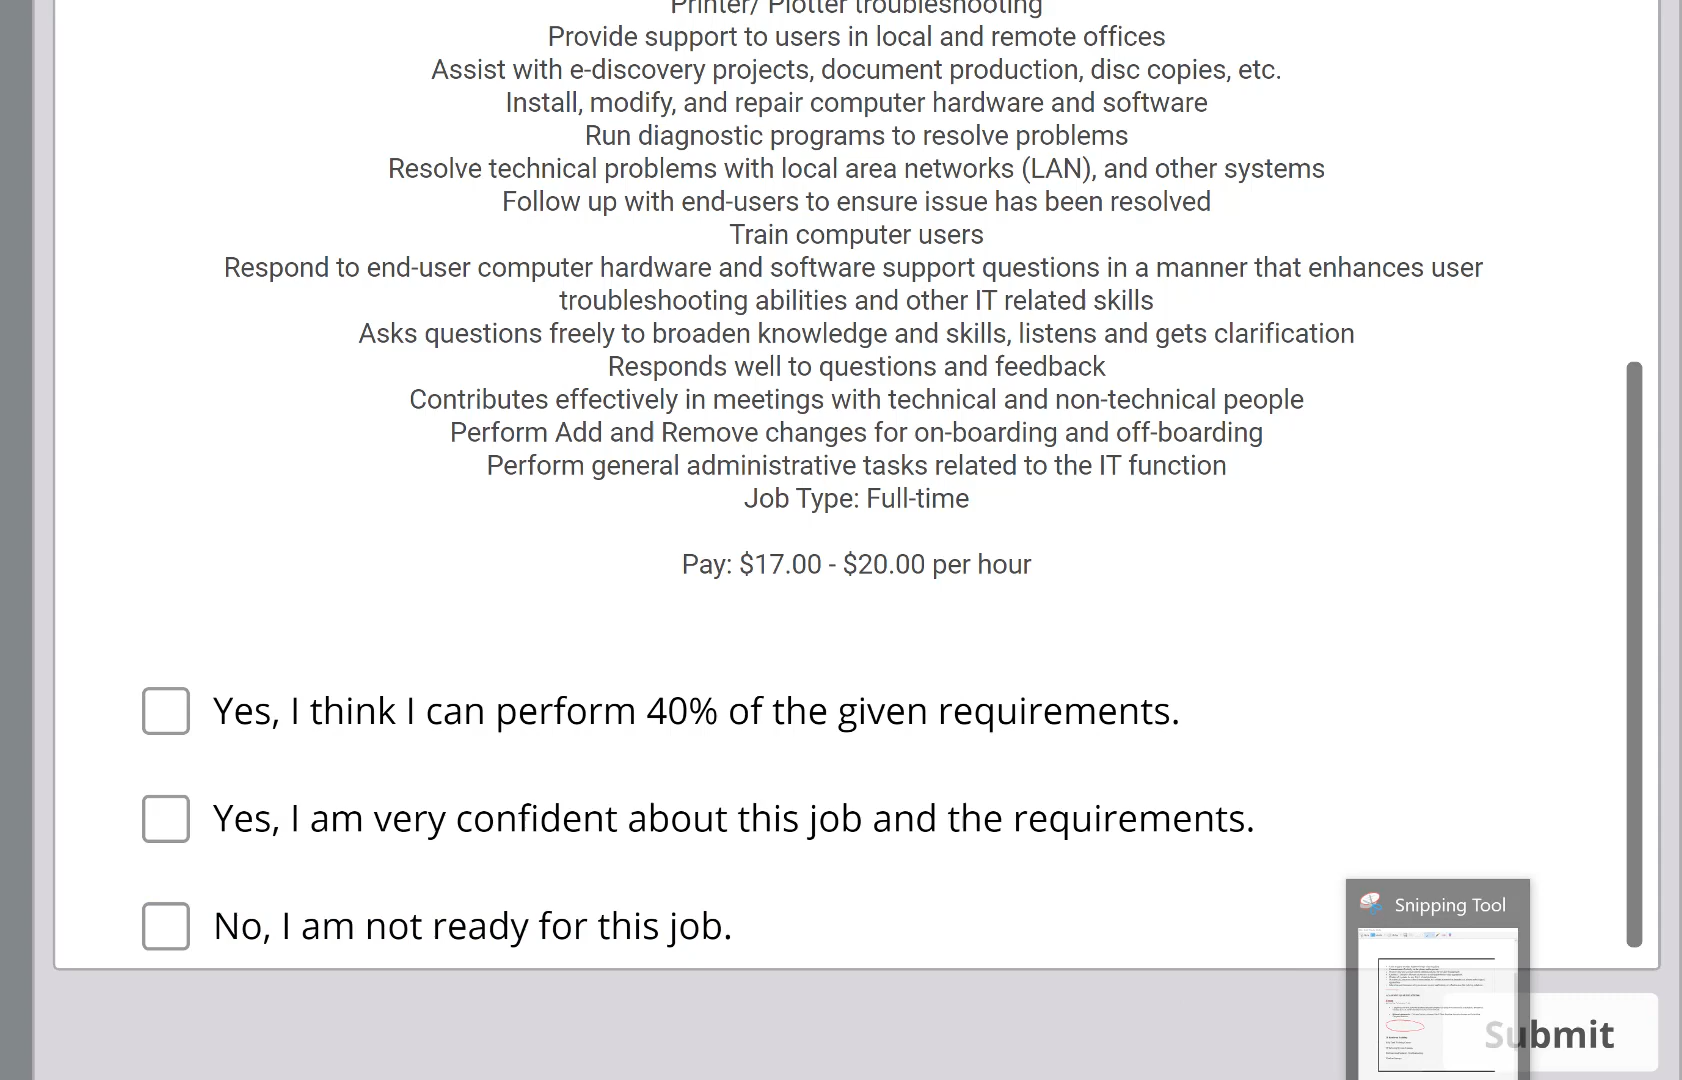 Printer/ Plotter troubleshooting
Provide support to users in local and remote offices
Assist with e-discovery projects, document production, disc copies, etc.
Install, modify, and repair computer hardware and software
Run diagnostic programs to resolve problems
Resolve technical problems with local area networks (LAN), and other systems
Follow up with end-users to ensure issue has been resolved
Train computer users
Respond to end-user computer hardware and software support questions in a manner that enhances user
troubleshooting abilities and other IT related skills
Asks questions freely to broaden knowledge and skills, listens and gets clarification
Responds well to questions and feedback
Contributes effectively in meetings with technical and non-technical people
Perform Add and Remove changes for on-boarding and off-boarding
Perform general administrative tasks related to the IT function
Job Type: Full-time
Pay: $17.00 - $20.00 per hour
Yes, I think I can perform 40% of the given requirements.
Yes, I am very confident about this job and the requirements.
No, I am not ready for this job.
Snipping Tool
Submit